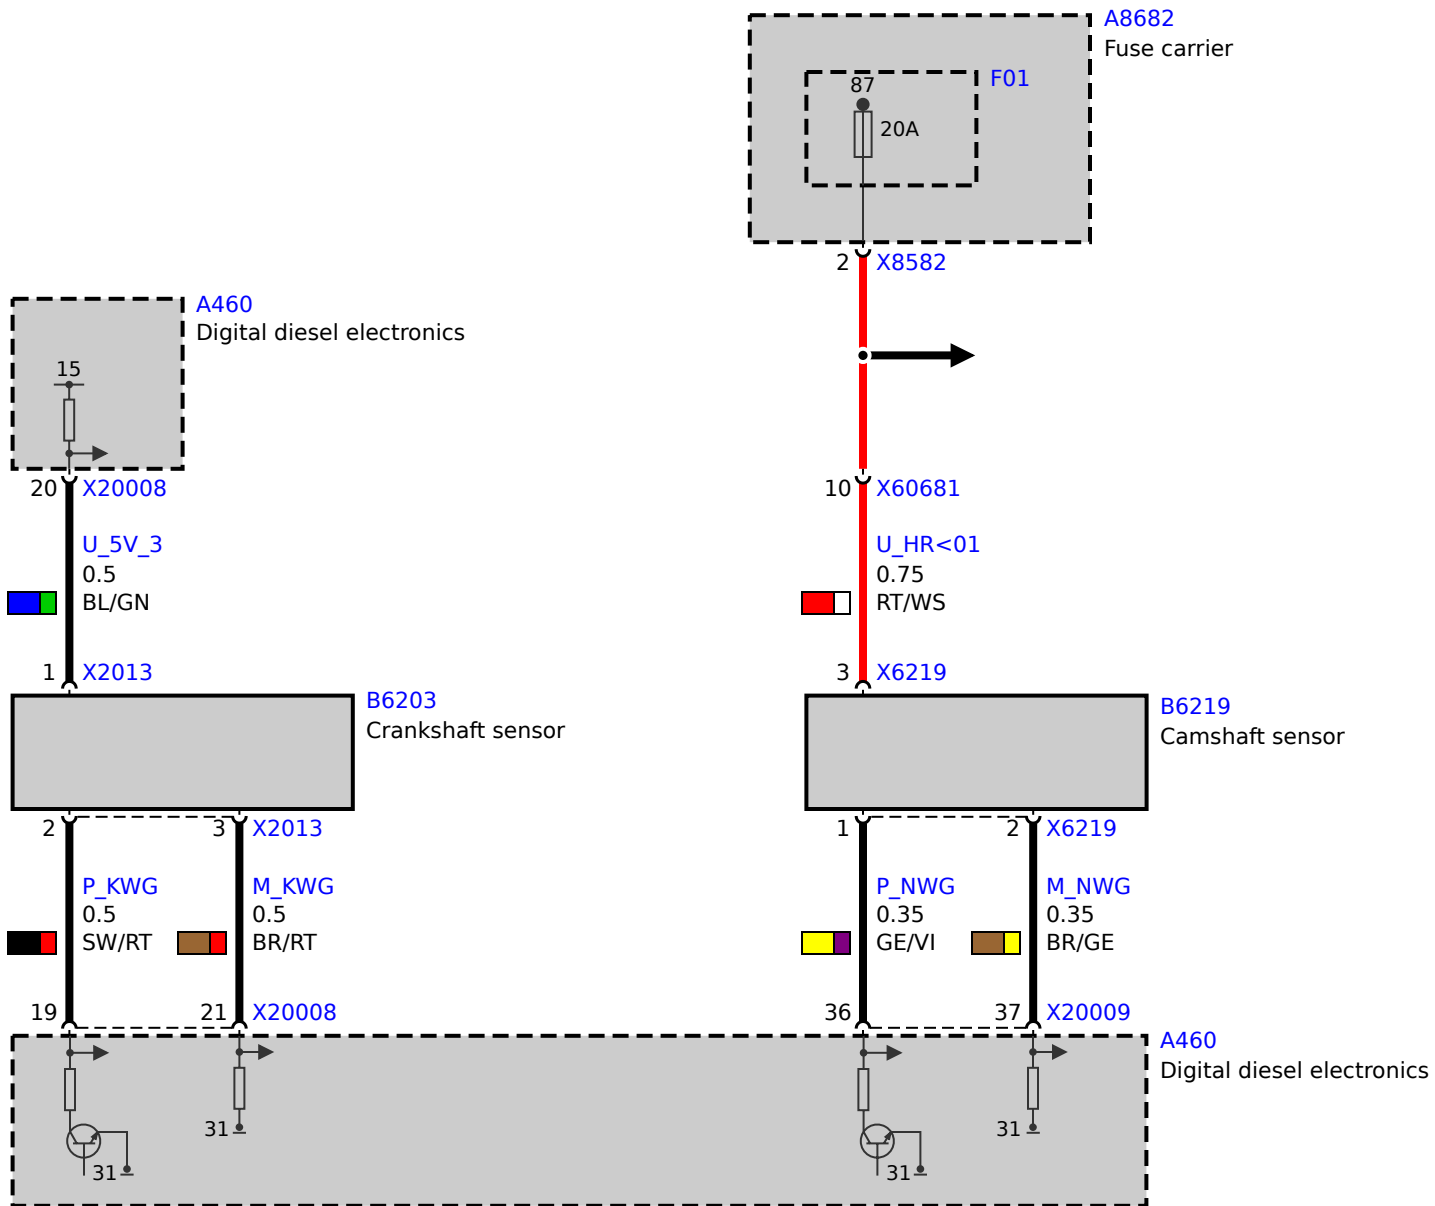 A8682
Fuse carrier
F01
87
20A
2 X8582
A460
Digital diesel electronics
15
20 X20008
10 X60681
U_5V_3
0.5
BL/GN
U_HR<01
0.75
RT/WS
1 X2013
3 X6219
B6203
Crankshaft sensor
B6219
Camshaft sensor
2 3 X2013
1 2 X6219
P_KWG
0.5
SW/RT
M_KWG
0.5
BR/RT
P_NWG
0.35
GE/VI
M_NWG
0.35
BR/GE
19 21 X20008
36 37 X20009
A460
Digital diesel electronics
31
31
31
31